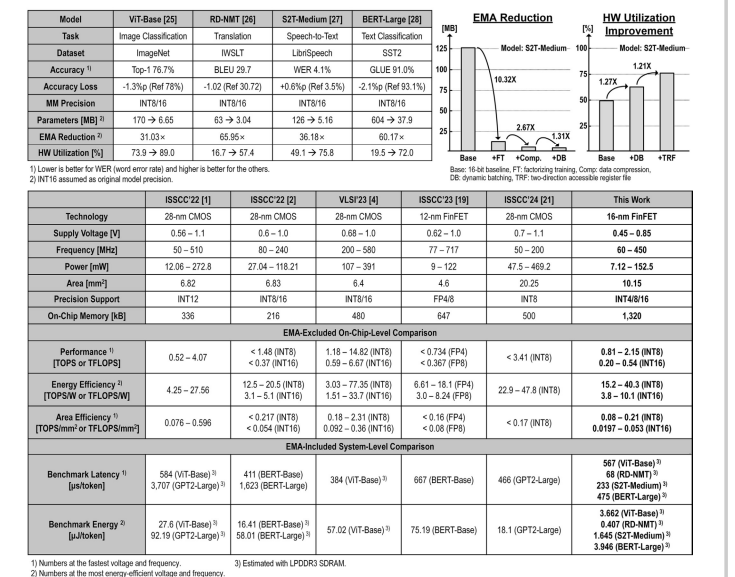 Model ViT-Base [25] RD-NMT [26] S2T-Medium [27] BERT-Large [28]
Task Image Classification Translation Speech-to-Text Text Classification
Dataset ImageNet IWSLT LibriSpeech SST2
Accuracy 1) Top-1 76.7% BLEU 29.7 WER 4.1% GLUE 91.0%
Accuracy Loss -1.3%p (Ref 78%) -1.02 (Ref 30.72) +0.6%p (Ref 3.5%) -2.1%p (Ref 93.1%)
MM Precision INT8/16 INT8/16 INT8/16 INT8/16
Parameters [MB] 2) 170 → 6.65 63 → 3.04 126 → 5.16 604 → 37.9
EMA Reduction 2) 31.03× 65.95× 36.18× 60.17×
HW Utilization [%] 73.9 → 89.0 16.7 → 57.4 49.1 → 75.8 19.5 → 72.0
1) Lower is better for WER (word error rate) and higher is better for the others.
2) INT16 assumed as original model precision.
EMA Reduction
[MB]
Model: S2T-Medium
125
100
75
50
25
10.32X
2.67X
1.31X
Base +FT +Comp. +DB
HW Utilization
Improvement
[%]
Model: S2T-Medium
100
75
50
25
1.27X
1.21X
Base +DB +TRF
Base: 16-bit baseline, FT: factorizing training, Comp: data compression,
DB: dynamic batching, TRF: two-direction accessible register file
ISSCC'22 [1] ISSCC'22 [2] VLSI'23 [4] ISSCC'23 [19] ISSCC'24 [21] This Work
Technology 28-nm CMOS 28-nm CMOS 28-nm CMOS 12-nm FinFET 28-nm CMOS 16-nm FinFET
Supply Voltage [V] 0.56 – 1.1 0.6 – 1.0 0.68 – 1.0 0.62 – 1.0 0.7 – 1.1 0.45 – 0.85
Frequency [MHz] 50 – 510 80 – 240 200 – 580 77 – 717 50 – 200 60 – 450
Power [mW] 12.06 – 272.8 27.04 – 118.21 107 – 391 9 – 122 47.5 – 469.2 7.12 – 152.5
Area [mm2] 6.82 6.83 6.4 4.6 20.25 10.15
Precision Support INT12 INT8/16 INT8/16 FP4/8 INT8 INT4/8/16
On-Chip Memory [kB] 336 216 480 647 500 1,320
EMA-Excluded On-Chip-Level Comparison
Performance 1) [TOPS or TFLOPS] 0.52 – 4.07 < 1.48 (INT8) < 0.37 (INT16) 1.18 – 14.82 (INT8) 0.59 – 6.67 (INT16) < 0.734 (FP4) < 0.367 (FP8) < 3.41 (INT8) 0.81 – 2.15 (INT8) 0.20 – 0.54 (INT16)
Energy Efficiency 2) [TOPS/W or TFLOPS/W] 4.25 – 27.56 12.5 – 20.5 (INT8) 3.1 – 5.1 (INT16) 3.03 – 77.35 (INT8) 1.51 – 33.7 (INT16) 6.61 – 18.1 (FP4) 3.0 – 8.24 (FP8) 22.9 – 47.8 (INT8) 15.2 – 40.3 (INT8) 3.8 – 10.1 (INT16)
Area Efficiency 1) [TOPS/mm2 or TFLOPS/mm2] 0.076 – 0.596 < 0.217 (INT8) < 0.054 (INT16) 0.18 – 2.31 (INT8) 0.092 – 0.36 (INT16) < 0.16 (FP4) < 0.08 (FP8) < 0.17 (INT8) 0.08 – 0.21 (INT8) 0.0197 – 0.053 (INT16)
EMA-Included System-Level Comparison
Benchmark Latency 1) [μs/token] 584 (ViT-Base) 3) 3,707 (GPT2-Large) 3) 411 (BERT-Base) 1,623 (BERT-Large) 384 (ViT-Base) 3) 667 (BERT-Base) 466 (GPT2-Large) 567 (ViT-Base) 3) 68 (RD-NMT) 3) 233 (S2T-Medium) 3) 475 (BERT-Large) 3)
Benchmark Energy 2) [μJ/token] 27.6 (ViT-Base) 3) 92.19 (GPT2-Large) 3) 16.41 (BERT-Base) 3) 58.01 (BERT-Large) 3) 57.02 (ViT-Base) 3) 75.19 (BERT-Base) 18.1 (GPT2-Large) 3.662 (ViT-Base) 3) 0.407 (RD-NMT) 3) 1.645 (S2T-Medium) 3) 3.946 (BERT-Large) 3)
1) Numbers at the fastest voltage and frequency. 3) Estimated with LPDDR3 SDRAM.
2) Numbers at the most energy-efficient voltage and frequency.